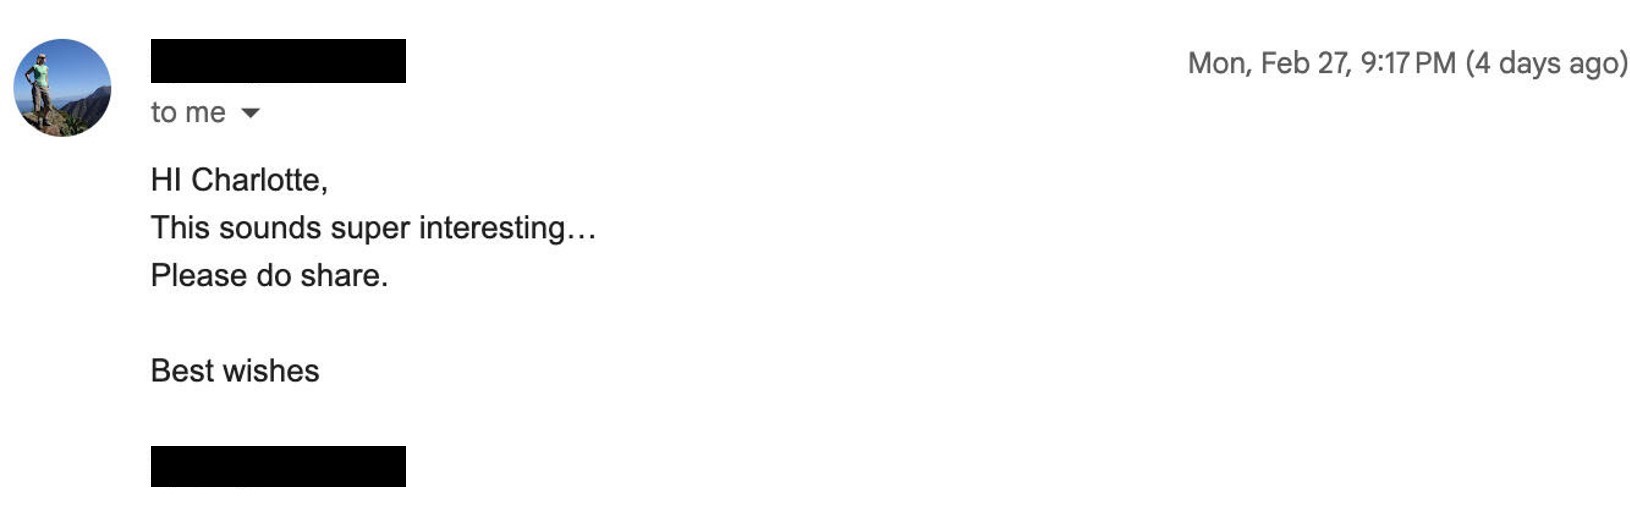 Mon, Feb 27, 9:17 PM (4 days ago)
to me
HI Charlotte,
This sounds super interesting…
Please do share.
Best wishes